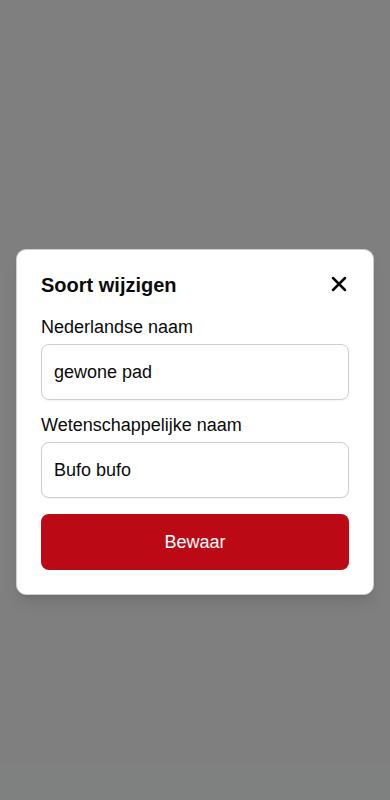 Soort wijzigen
Nederlandse naam
gewone pad
Wetenschappelijke naam
Bufo bufo
Bewaar